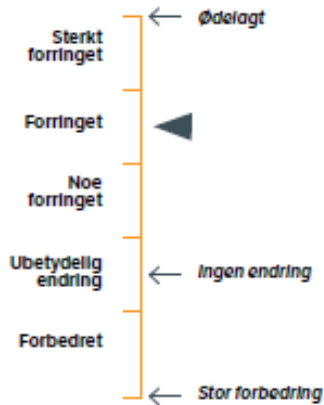 Ødelagt
Sterkt
forringet
Forringet
Noe
forringet
Ubetydelig
endring
Ingen endring
Forbedret
Stor forbedring